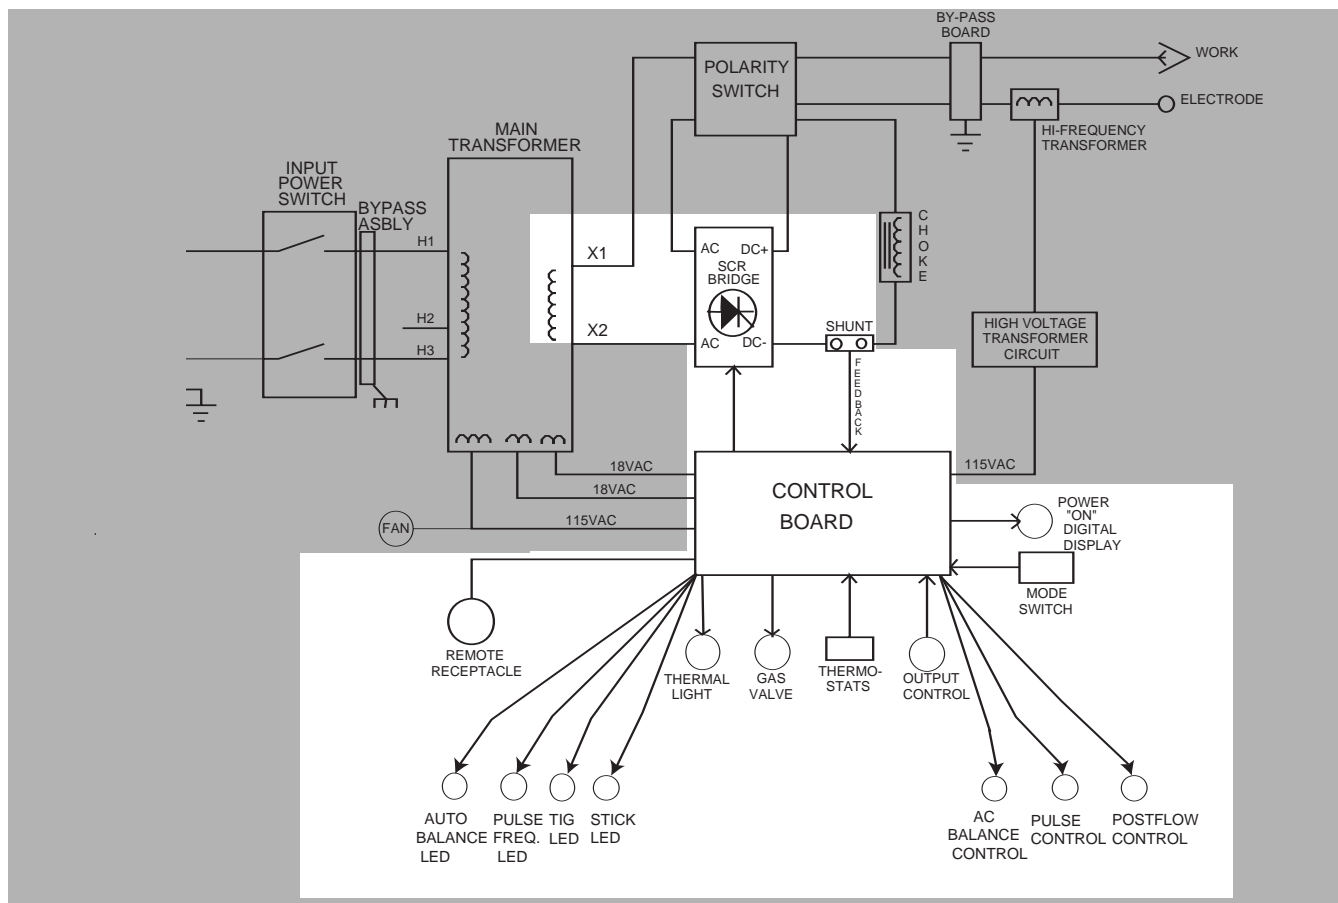 BY-PASS
BOARD
WORK
POLARITY
SWITCH
ELECTRODE
HI-FREQUENCY
TRANSFORMER
MAIN
TRANSFORMER
INPUT
POWER
SWITCH
BYPASS
ASBLY
H1
H2
H3
X1
X2
AC
DC+
SCR
BRIDGE
AC
DC-
CHOKE
SHUNT
FEEDBACK
HIGH VOLTAGE
TRANSFORMER
CIRCUIT
18VAC
18VAC
115VAC
115VAC
FAN
CONTROL
BOARD
POWER
"ON"
DIGITAL
DISPLAY
MODE
SWITCH
REMOTE
RECEPTACLE
THERMAL
LIGHT
GAS
VALVE
THERMO-
STATS
OUTPUT
CONTROL
AUTO
BALANCE
LED
PULSE
FREQ.
LED
TIG
LED
STICK
LED
AC
BALANCE
CONTROL
PULSE
CONTROL
POSTFLOW
CONTROL